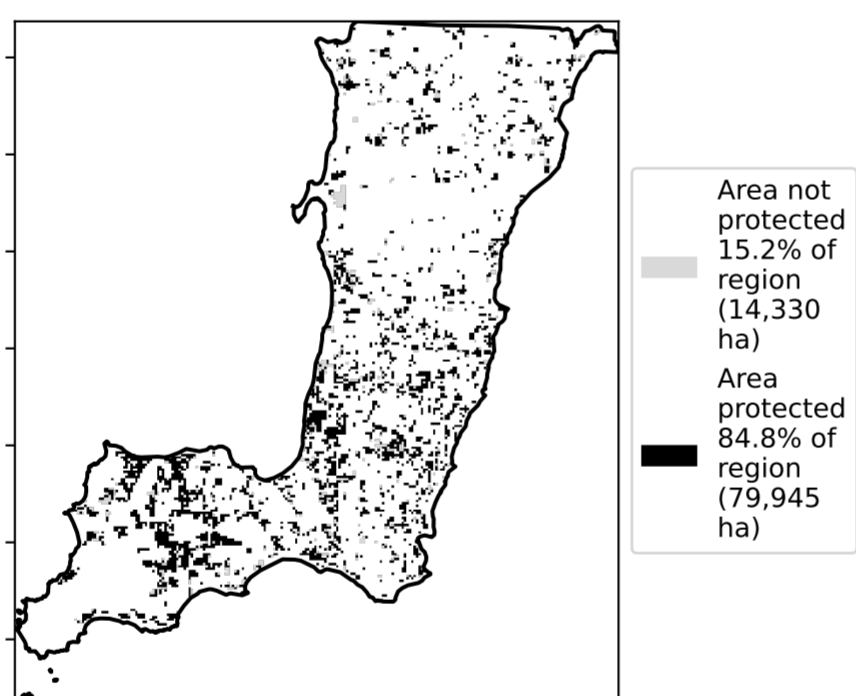 Area not
protected
15.2% of
region
(14,330
ha)
Area
protected
84.8% of
region
(79,945
ha)